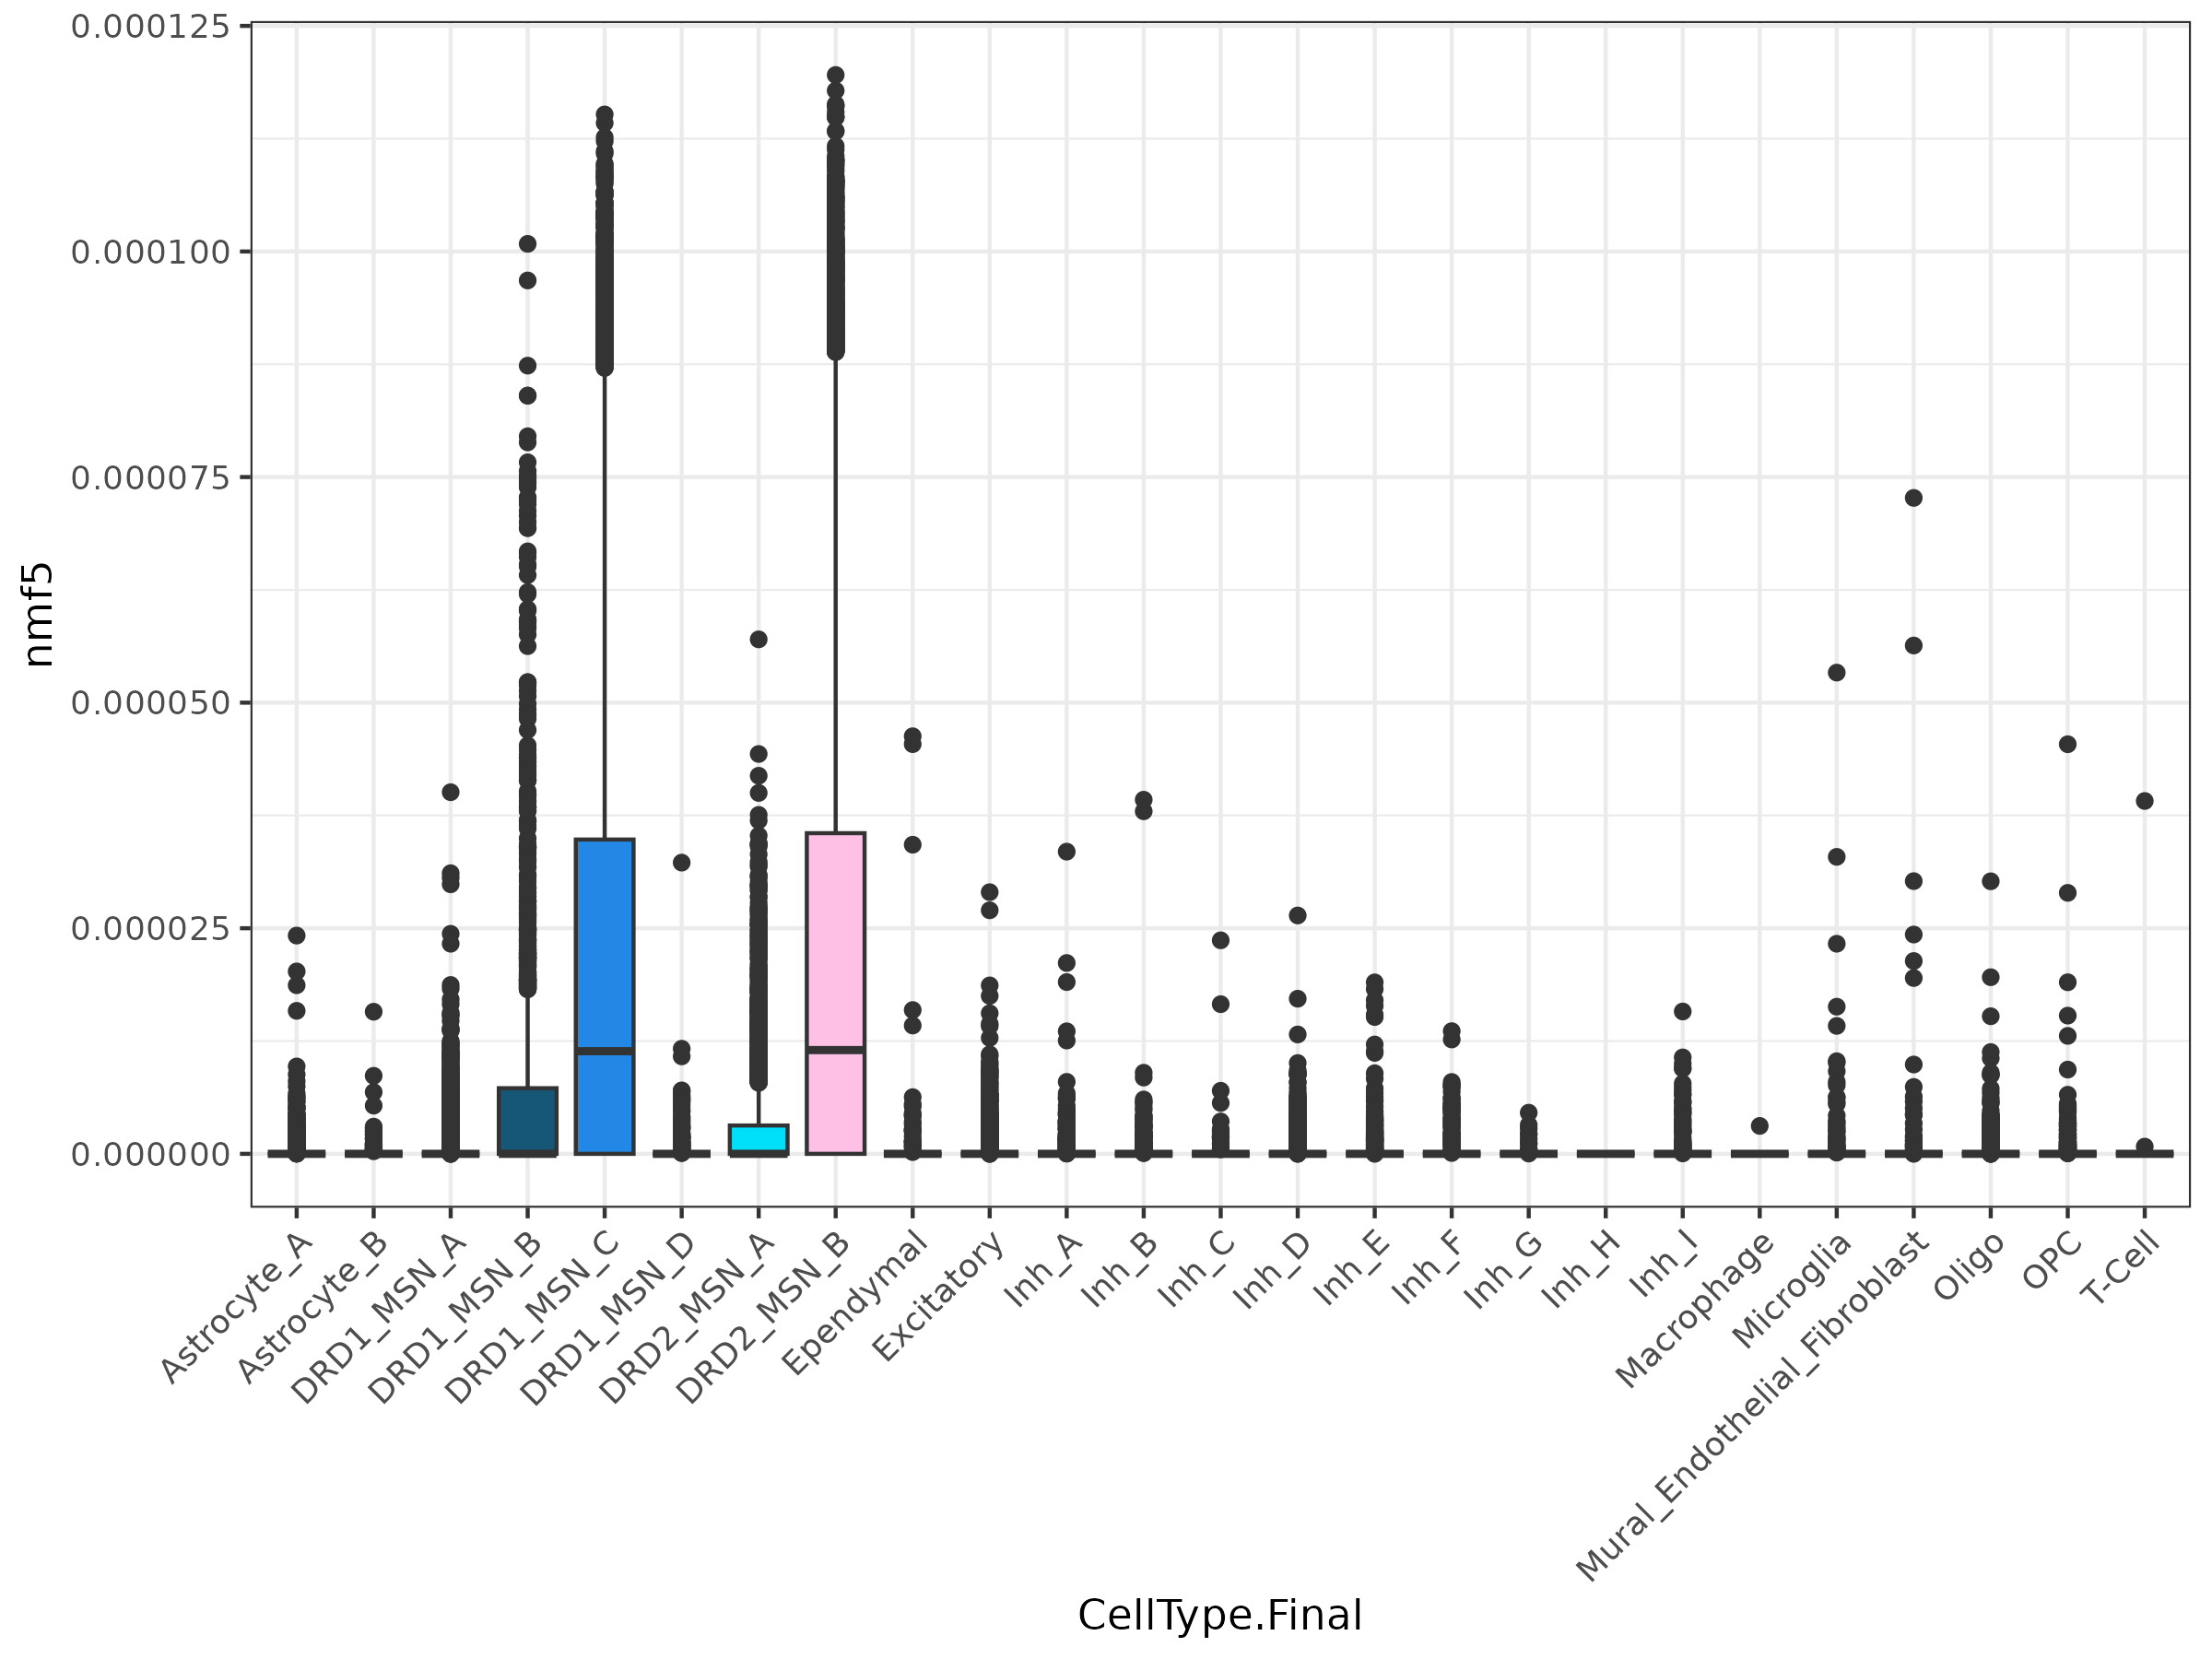 0.000125
0.000100
0.000075
0.000050
0.000025
0.000000
nmf5
Astrocyte_A
Astrocyte_B
DRD1_MSN_A
DRD1_MSN_B
DRD1_MSN_C
DRD1_MSN_D
DRD2_MSN_A
DRD2_MSN_B
Ependymal
Excitatory
Inh_A
Inh_B
Inh_C
Inh_D
Inh_E
Inh_F
Inh_G
Inh_H
Inh_I
Macrophage
Microglia
Mural_Endothelial_Fibroblast
Oligo
OPC
T-Cell
CellType.Final